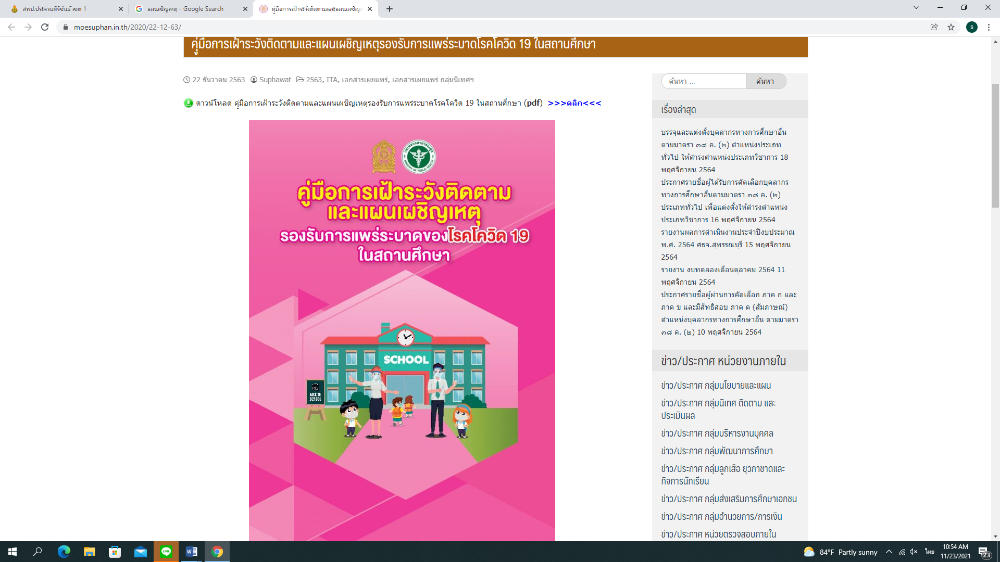 สพป.ประจวบคีรีขันธ์ เขต 1
แผนเชิญเหตุ - Google Search
คู่มือการเฝ้าระวังติดตามและแผนเผชิญ
moesuphan.in.th/2020/22-12-63/
s
คู่มือการเฝ้าระวังติดตามและแผนเผชิญเหตุรองรับการแพร่ระบาดโรคโควิด 19 ในสถานศึกษา
22 ธันวาคม 2563 Suphawat 2563, ITA, เอกสารเผยแพร่, เอกสารเผยแพร่ กลุ่มนิเทศฯ
ดาวน์โหลด คู่มือการเฝ้าระวังติดตามและแผนเผชิญเหตุรองรับการแพร่ระบาดโรคโควิด 19 ในสถานศึกษา (pdf) >>>คลิก<<<
กระทรวงสาธารณสุข
MINISTRY OF PUBLIC HEALTH
คู่มือการเฝ้าระวังติดตาม
และแผนเผชิญเหตุ
รองรับการแพร่ระบาดของโรคโควิด 19
ในสถานศึกษา
SCHOOL
BACK TO
SCHOOL
ค้นหา ...
ค้นหา
เรื่องล่าสุด
บรรจุและแต่งตั้งบุคลากรทางการศึกษาอื่น
ตามมาตรา ๓๘ ค. (๒) ตำแหน่งประเภท
ทั่วไป ให้ดำรงตำแหน่งประเภทวิชาการ 18
พฤศจิกายน 2564
ประกาศรายชื่อผู้ได้รับการคัดเลือกบุคลากร
ทางการศึกษาอื่นตามมาตรา ๓๘ ค. (๒)
ประเภททั่วไป เพื่อแต่งตั้งให้ดำรงตำแหน่ง
ประเภทวิชาการ 16 พฤศจิกายน 2564
รายงานผลการดำเนินงานประจำปีงบประมาณ
พ.ศ. 2564 ศธจ.สุพรรณบุรี 15 พฤศจิกายน
2564
รายงาน งบทดลองเดือนตุลาคม 2564 11
พฤศจิกายน 2564
ประกาศรายชื่อผู้ผ่านการคัดเลือก ภาค ก และ
ภาค ข และมีสิทธิสอบ ภาค ค (สัมภาษณ์)
ตำแหน่งบุคลากรทางการศึกษาอื่น ตามมาตรา
๓๘ ค. (๒) 10 พฤศจิกายน 2564
ข่าว/ประกาศ หน่วยงานภายใน
ข่าว/ประกาศ กลุ่มนโยบายและแผน
ข่าว/ประกาศ กลุ่มนิเทศ ติดตาม และ
ประเมินผล
ข่าว/ประกาศ กลุ่มบริหารงานบุคคล
ข่าว/ประกาศ กลุ่มพัฒนาการศึกษา
ข่าว/ประกาศ กลุ่มลูกเสือ ยุวกาชาดและ
กิจการนักเรียน
ข่าว/ประกาศ กลุ่มส่งเสริมการศึกษาเอกชน
ข่าว/ประกาศ กลุ่มอำนวยการ/การเงิน
ข่าว/ประกาศ หน่วยตรวจสอบภายใน
LINE
84°F Partly sunny
ไทย
10:54 AM
11/23/2021
23